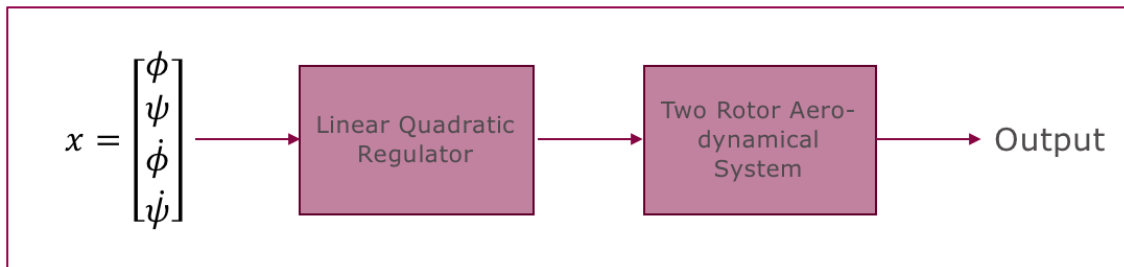 x = [ϕ ψ ϕ̇ ψ̇]
Linear Quadratic
Regulator
Two Rotor Aero-
dynamical
System
Output